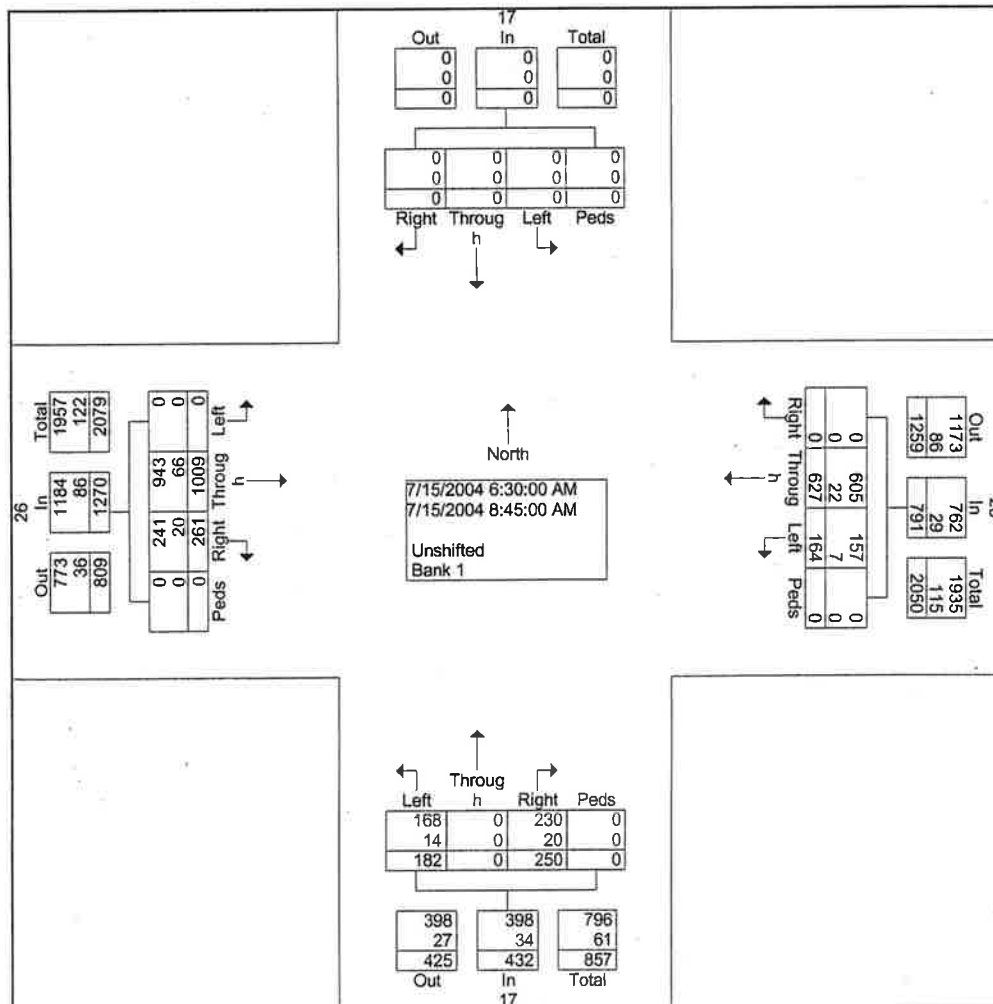 17
Out In Total
0 0 0
0 0 0
0 0 0
0 0 0 0
0 0 0 0
0 0 0 0
Right Throug Left Peds
h
Total
1957
122
2079
In
1184
86
1270
Out
773
36
809
26
0 0 0 Left
943 66 1009 Throug
h
241 20 261 Right
0 0 0 Peds
North
7/15/2004 6:30:00 AM
7/15/2004 8:45:00 AM
Unshifted
Bank 1
Right 0 0 0
Throug 627 22 605
h
Left 164 7 157
Peds 0 0 0
Out
1173
86
1259
In
762
29
791
Total
1935
115
2050
Throug
Left h Right Peds
168 0 230 0
14 0 20 0
182 0 250 0
398 398 796
27 34 61
425 432 857
Out In Total
17